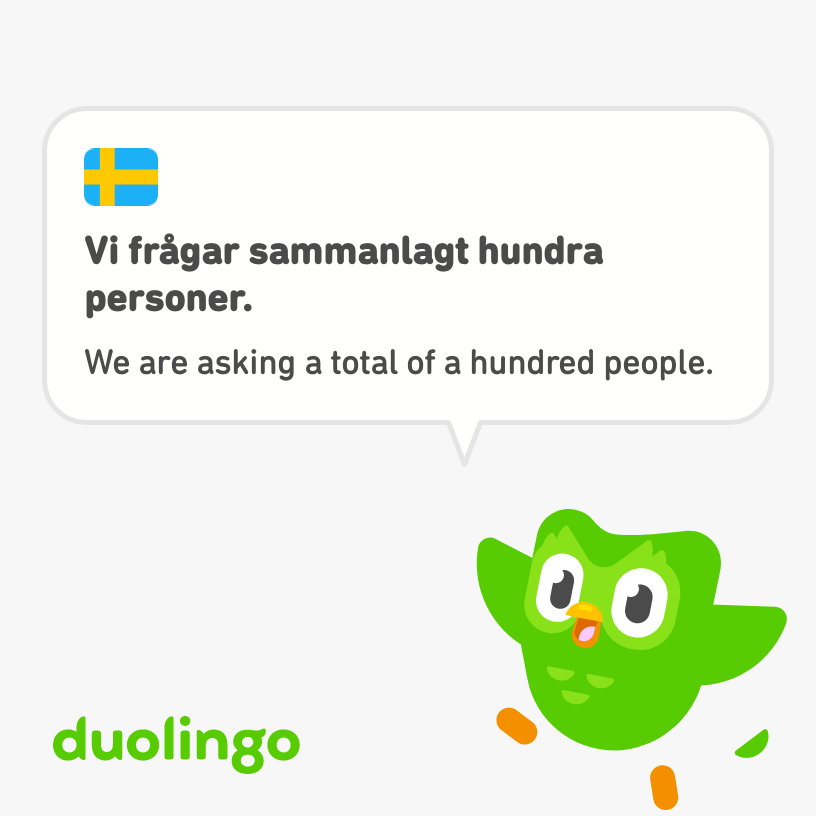 Vi frågar sammanlagt hundra
personer.
We are asking a total of a hundred people.
duolingo